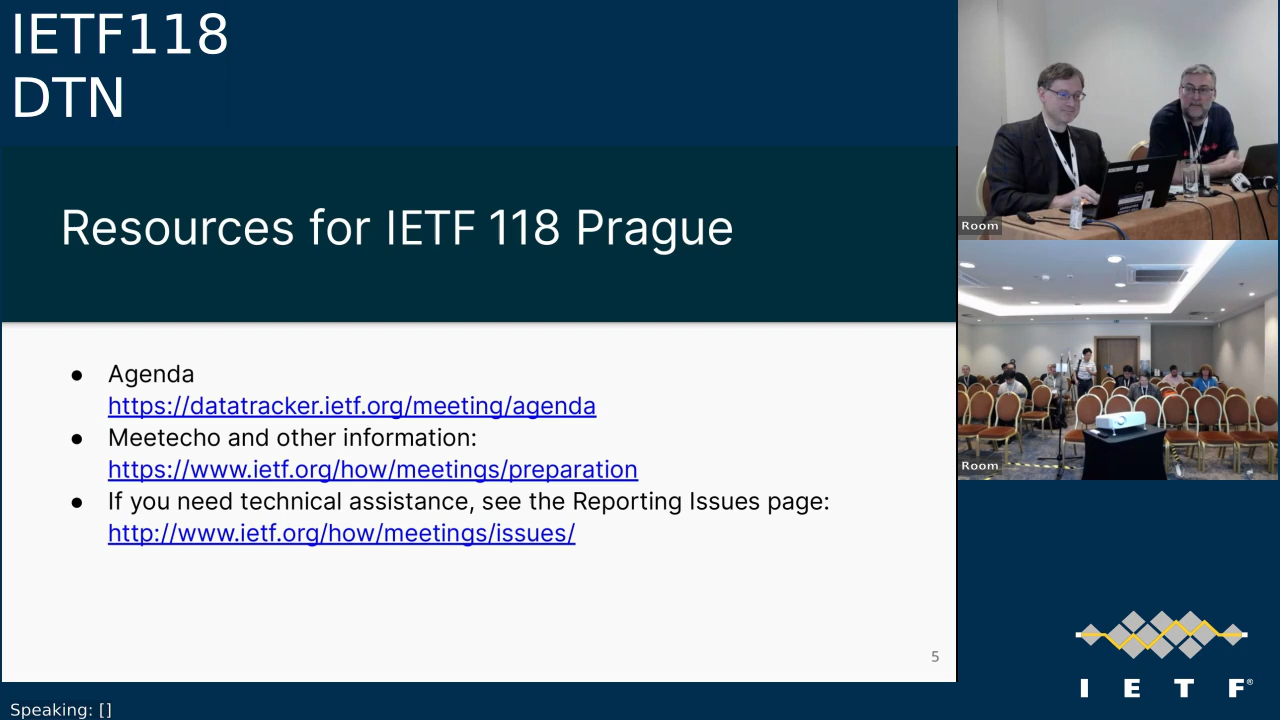 IETF118
DTN
Resources for IETF 118 Prague
● Agenda
https://datatracker.ietf.org/meeting/agenda
● Meetecho and other information:
https://www.ietf.org/how/meetings/preparation
● If you need technical assistance, see the Reporting Issues page:
http://www.ietf.org/how/meetings/issues/
5
Room
Room
I E T F®
Speaking: []